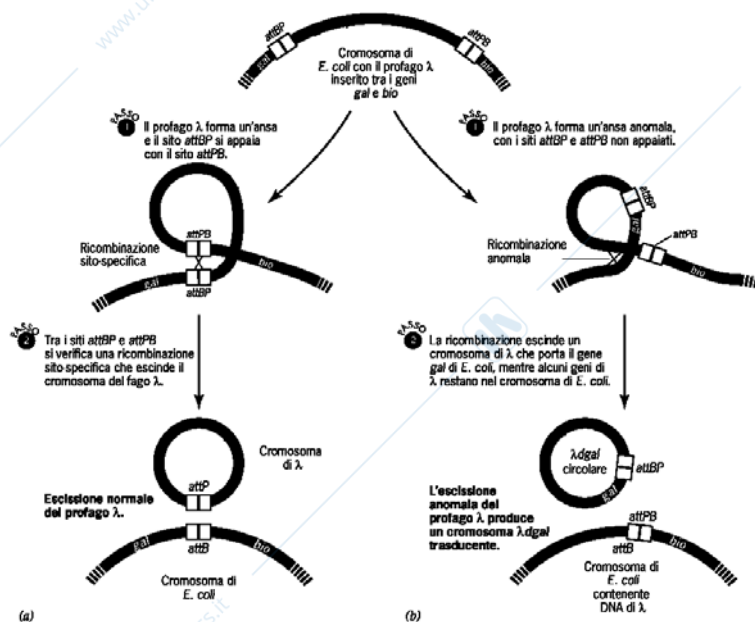 attBP
attPB
gal
bio
Cromosoma di
E. coli con il profago λ
inserito tra i geni
gal e bio
PASSO
1
Il profago λ forma un'ansa
e il sito attBP si appaia
con il sito attPB.
PASSO
1
Il profago λ forma un'ansa anomala,
con i siti attBP e attPB non appaiati.
attPB
Ricombinazione
sito-specifica
gal
bio
attBP
attBP
gal
attPB
Ricombinazione
anomala
bio
PASSO
2
Tra i siti attBP e attPB
si verifica una ricombinazione
sito-specifica che escinde il
cromosoma del fago λ.
PASSO
2
La ricombinazione escinde un
cromosoma di λ che porta il gene
gal di E. coli, mentre alcuni geni di
λ restano nel cromosoma di E. coli.
Cromosoma
di λ
attP
Escissione normale
del profago λ.
attB
gal
bio
Cromosoma di
E. coli
(a)
λdgal
circolare
attBP
gal
L'escissione
anomala del
profago λ produce
un cromosoma λdgal
trasducente.
attPB
attB
bio
Cromosoma di
E. coli
contenente
DNA di λ
(b)